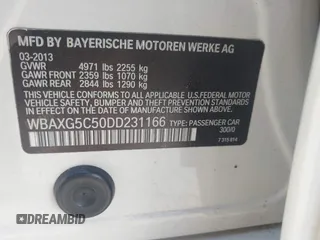 MFD BY BAYERISCHE MOTOREN WERKE AG
03-2013
GVWR 4971 lbs 2255 kg
GAWR FRONT 2359 lbs 1070 kg
GAWR REAR 2844 lbs 1290 kg
THIS VEHICLE CONFORMS TO ALL APPLICABLE U.S. FEDERAL MOTOR VEHICLE SAFETY, BUMPER, AND THEFT PREVENTION STANDARDS IN EFFECT ON THE DATE OF MANUFACTURE SHOWN ABOVE.
WBAXG5C50DD231166 TYPE: PASSENGER CAR
300/0
DREAMBID